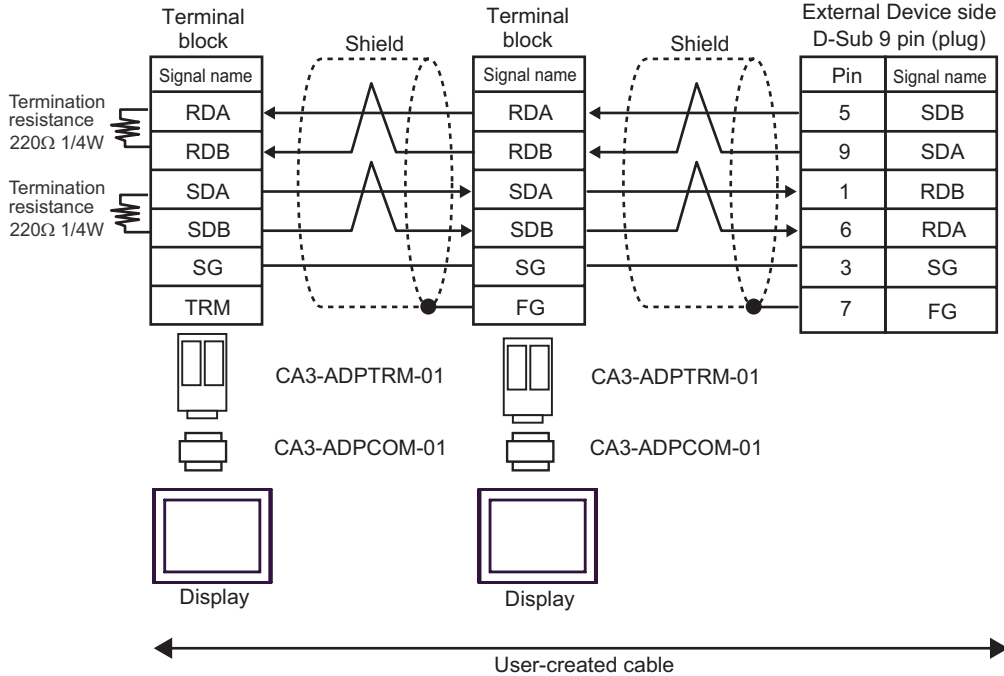 Terminal
block
Shield
Terminal
block
Shield
External Device side
D-Sub 9 pin (plug)
Signal name
Signal name
Pin Signal name
Termination
resistance
220Ω 1/4W
RDA
RDA
5 SDB
RDB
RDB
9 SDA
Termination
resistance
220Ω 1/4W
SDA
SDA
1 RDB
SDB
SDB
6 RDA
SG
SG
3 SG
TRM
FG
7 FG
CA3-ADPTRM-01
CA3-ADPTRM-01
CA3-ADPCOM-01
CA3-ADPCOM-01
Display
Display
User-created cable